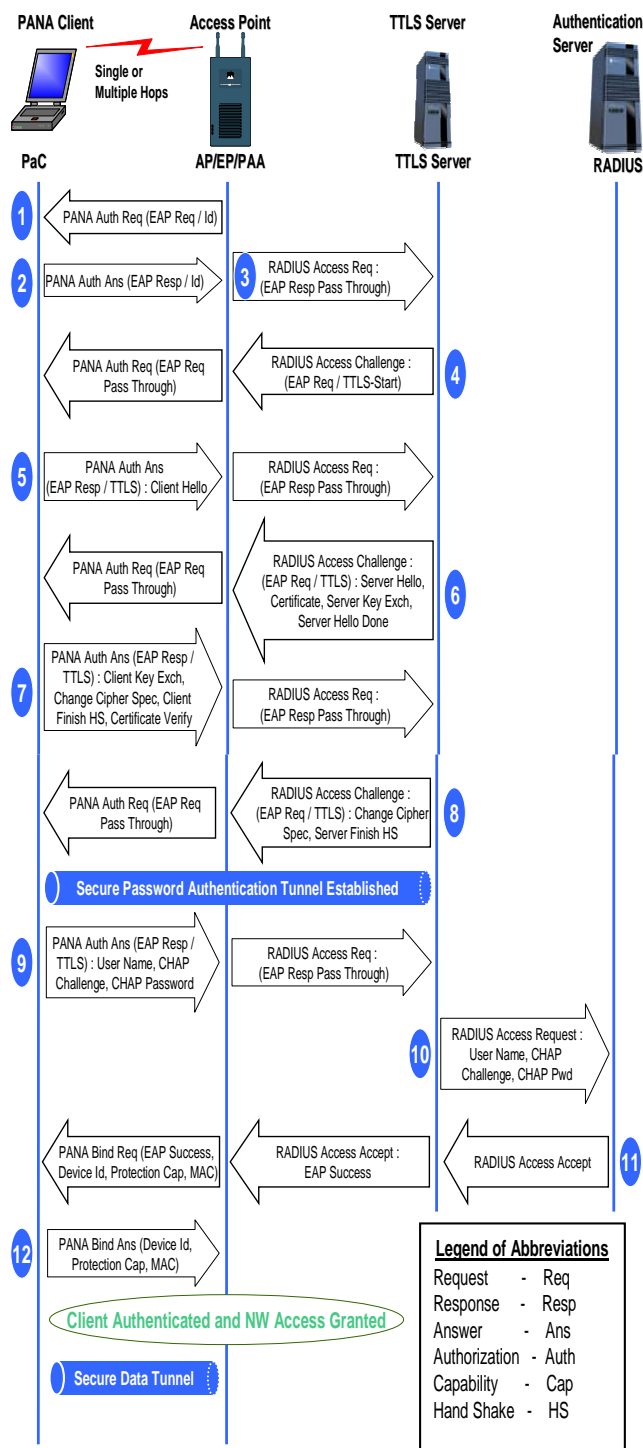 PANA Client
Access Point
TTLS Server
Authentication
Server
Single or
Multiple Hops
PaC
AP/EP/PAA
TTLS Server
RADIUS
1
PANA Auth Req (EAP Req / Id)
2
PANA Auth Ans (EAP Resp / Id)
3
RADIUS Access Req :
(EAP Resp Pass Through)
PANA Auth Req (EAP Req
Pass Through)
RADIUS Access Challenge :
(EAP Req / TTLS-Start)
4
5
PANA Auth Ans
(EAP Resp / TTLS) : Client Hello
RADIUS Access Req :
(EAP Resp Pass Through)
PANA Auth Req (EAP Req
Pass Through)
RADIUS Access Challenge :
(EAP Req / TTLS) : Server Hello,
Certificate, Server Key Exch,
Server Hello Done
6
7
PANA Auth Ans (EAP Resp /
TTLS) : Client Key Exch,
Change Cipher Spec, Client
Finish HS, Certificate Verify
RADIUS Access Req :
(EAP Resp Pass Through)
PANA Auth Req (EAP Req
Pass Through)
RADIUS Access Challenge :
(EAP Req / TTLS) : Change Cipher
Spec, Server Finish HS
8
Secure Password Authentication Tunnel Established
9
PANA Auth Ans (EAP Resp /
TTLS) : User Name, CHAP
Challenge, CHAP Password
RADIUS Access Req :
(EAP Resp Pass Through)
10
RADIUS Access Request :
User Name, CHAP
Challenge, CHAP Pwd
PANA Bind Req (EAP Success,
Device Id, Protection Cap, MAC)
RADIUS Access Accept :
EAP Success
RADIUS Access Accept
11
12
PANA Bind Ans (Device Id,
Protection Cap, MAC)
Client Authenticated and NW Access Granted
Secure Data Tunnel
Legend of Abbreviations
Request - Req
Response - Resp
Answer - Ans
Authorization - Auth
Capability - Cap
Hand Shake - HS